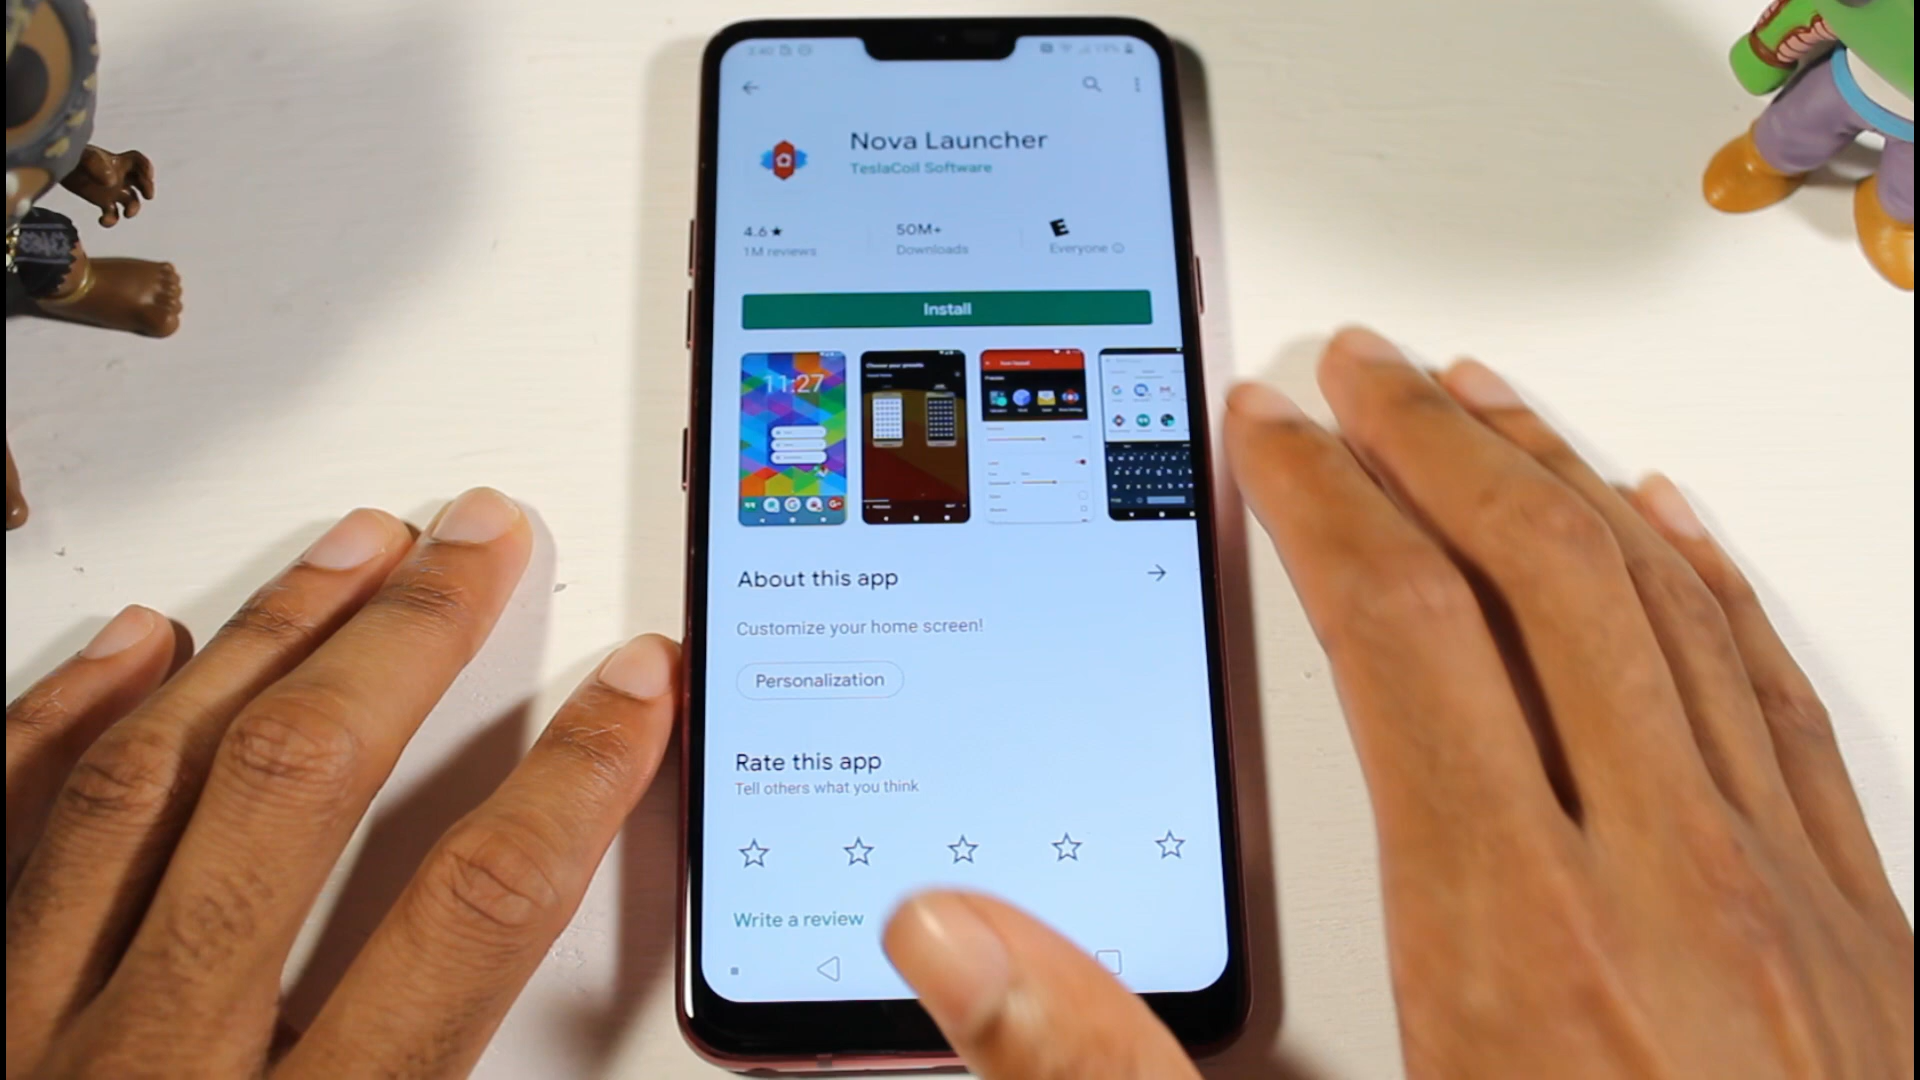 Nova Launcher
TeslaCoil Software
4.6★
1M reviews
50M+
Downloads
E
Everyone
Install
11:27
About this app
Customize your home screen!
Personalization
Rate this app
Tell others what you think
Write a review